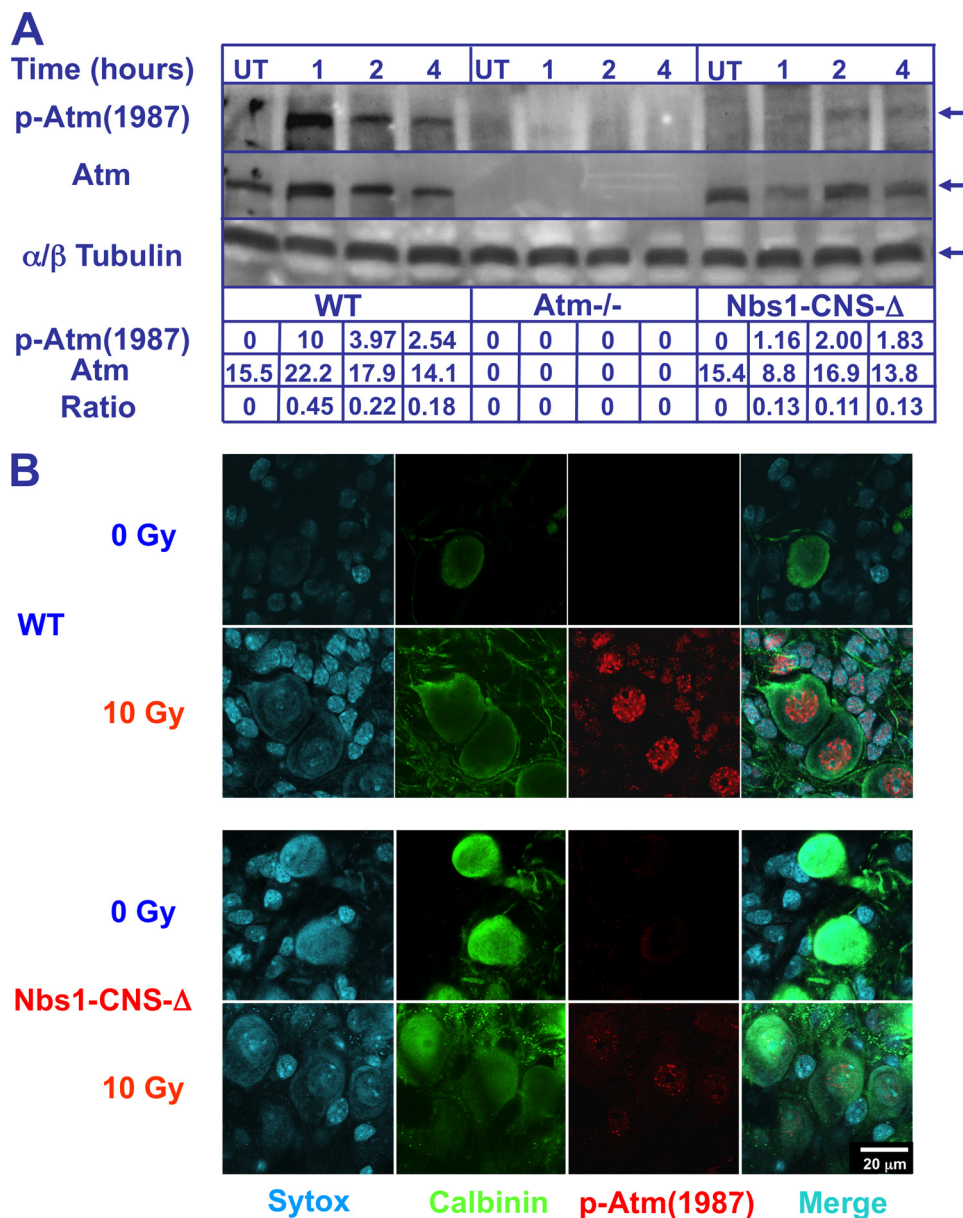 A
Time (hours) UT 1 2 4 UT 1 2 4 UT 1 2 4
p-Atm(1987)
Atm
α/β Tubulin
WT Atm-/- Nbs1-CNS-Δ
p-Atm(1987) 0 10 3.97 2.54 0 0 0 0 0 1.16 2.00 1.83
Atm 15.5 22.2 17.9 14.1 0 0 0 0 15.4 8.8 16.9 13.8
Ratio 0 0.45 0.22 0.18 0 0 0 0 0 0.13 0.11 0.13
B
0 Gy
WT
10 Gy
0 Gy
Nbs1-CNS-Δ
10 Gy
20 μm
Sytox Calbinin p-Atm(1987) Merge